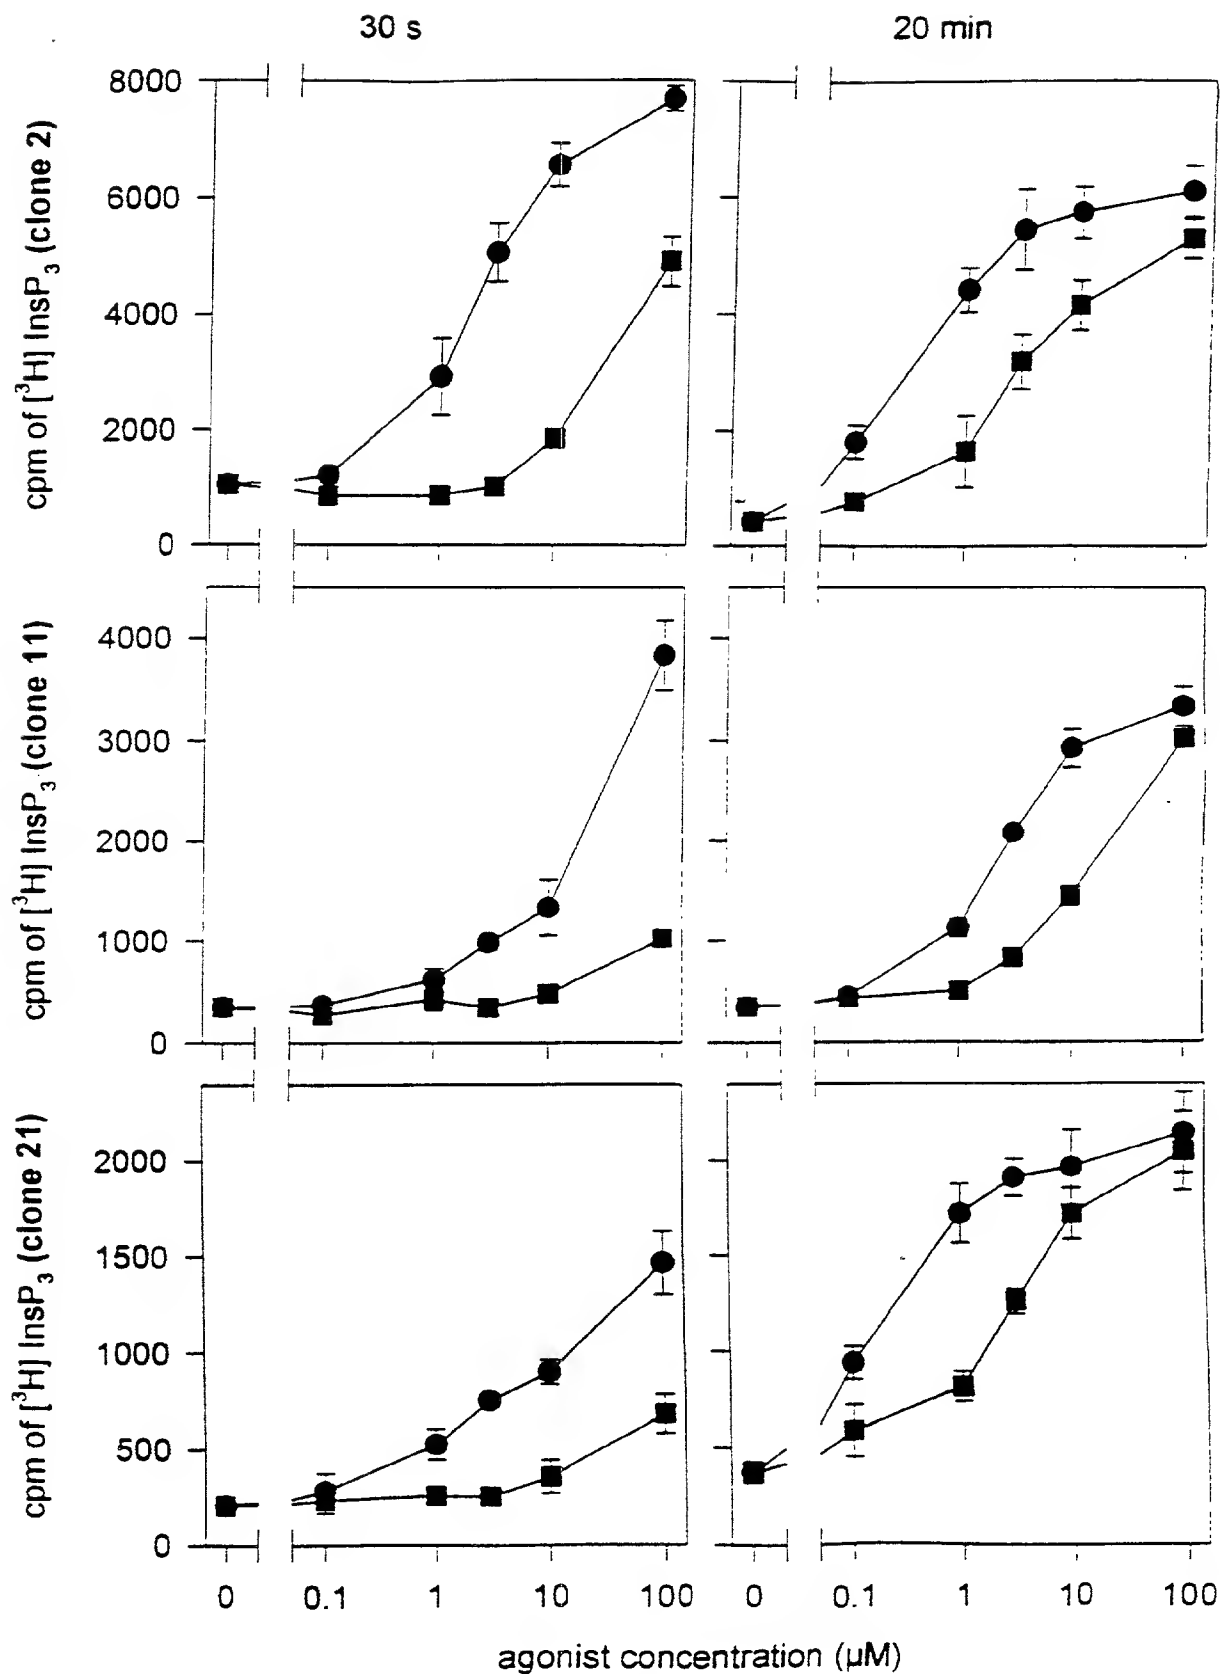 30 s
20 min
cpm of [³H] InsP₃ (clone 2)
8000
6000
4000
2000
0
cpm of [³H] InsP₃ (clone 11)
4000
3000
2000
1000
0
cpm of [³H] InsP₃ (clone 21)
2000
1500
1000
500
0
0 0.1 1 10 100
0 0.1 1 10 100
agonist concentration (µM)